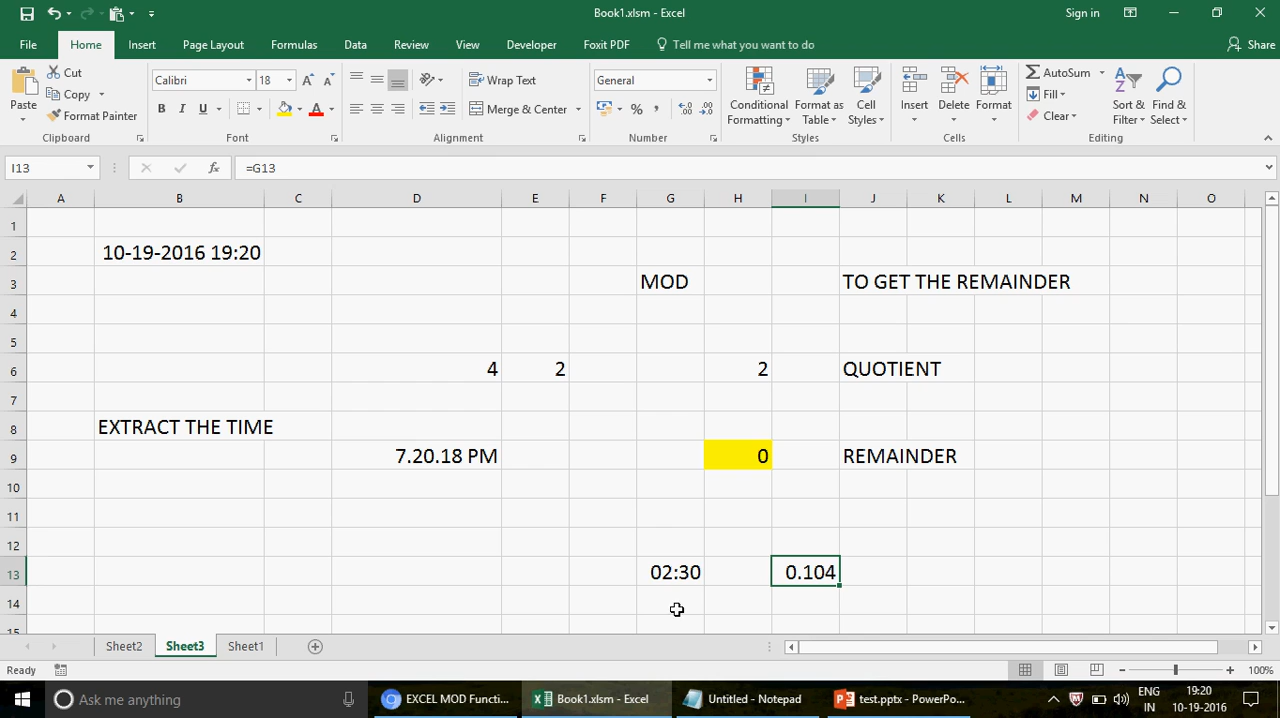 Book1.xlsm - Excel
Sign in
File Home Insert Page Layout Formulas Data Review View Developer Foxit PDF Tell me what you want to do Share
Paste
Cut
Copy
Format Painter
Clipboard
Calibri 18
B I U A
Font
Wrap Text
Merge & Center
Alignment
General
% ,
Number
Conditional Formatting
Format as Table
Cell Styles
Styles
Insert
Delete
Format
Cells
AutoSum
Fill
Clear
Sort & Filter
Find & Select
Editing
I13 fx =G13
A B C D E F G H I J K L M N O
1
2 10-19-2016 19:20
3 MOD TO GET THE REMAINDER
4
5
6 4 2 2 QUOTIENT
7
8 EXTRACT THE TIME
9 7.20.18 PM 0 REMAINDER
10
11
12
13 02:30 0.104
14
15
Sheet2 Sheet3 Sheet1
Ready 100%
Ask me anything
EXCEL MOD Functi...
Book1.xlsm - Excel
Untitled - Notepad
test.pptx - PowerPo...
ENG
IN
19:20
10-19-2016